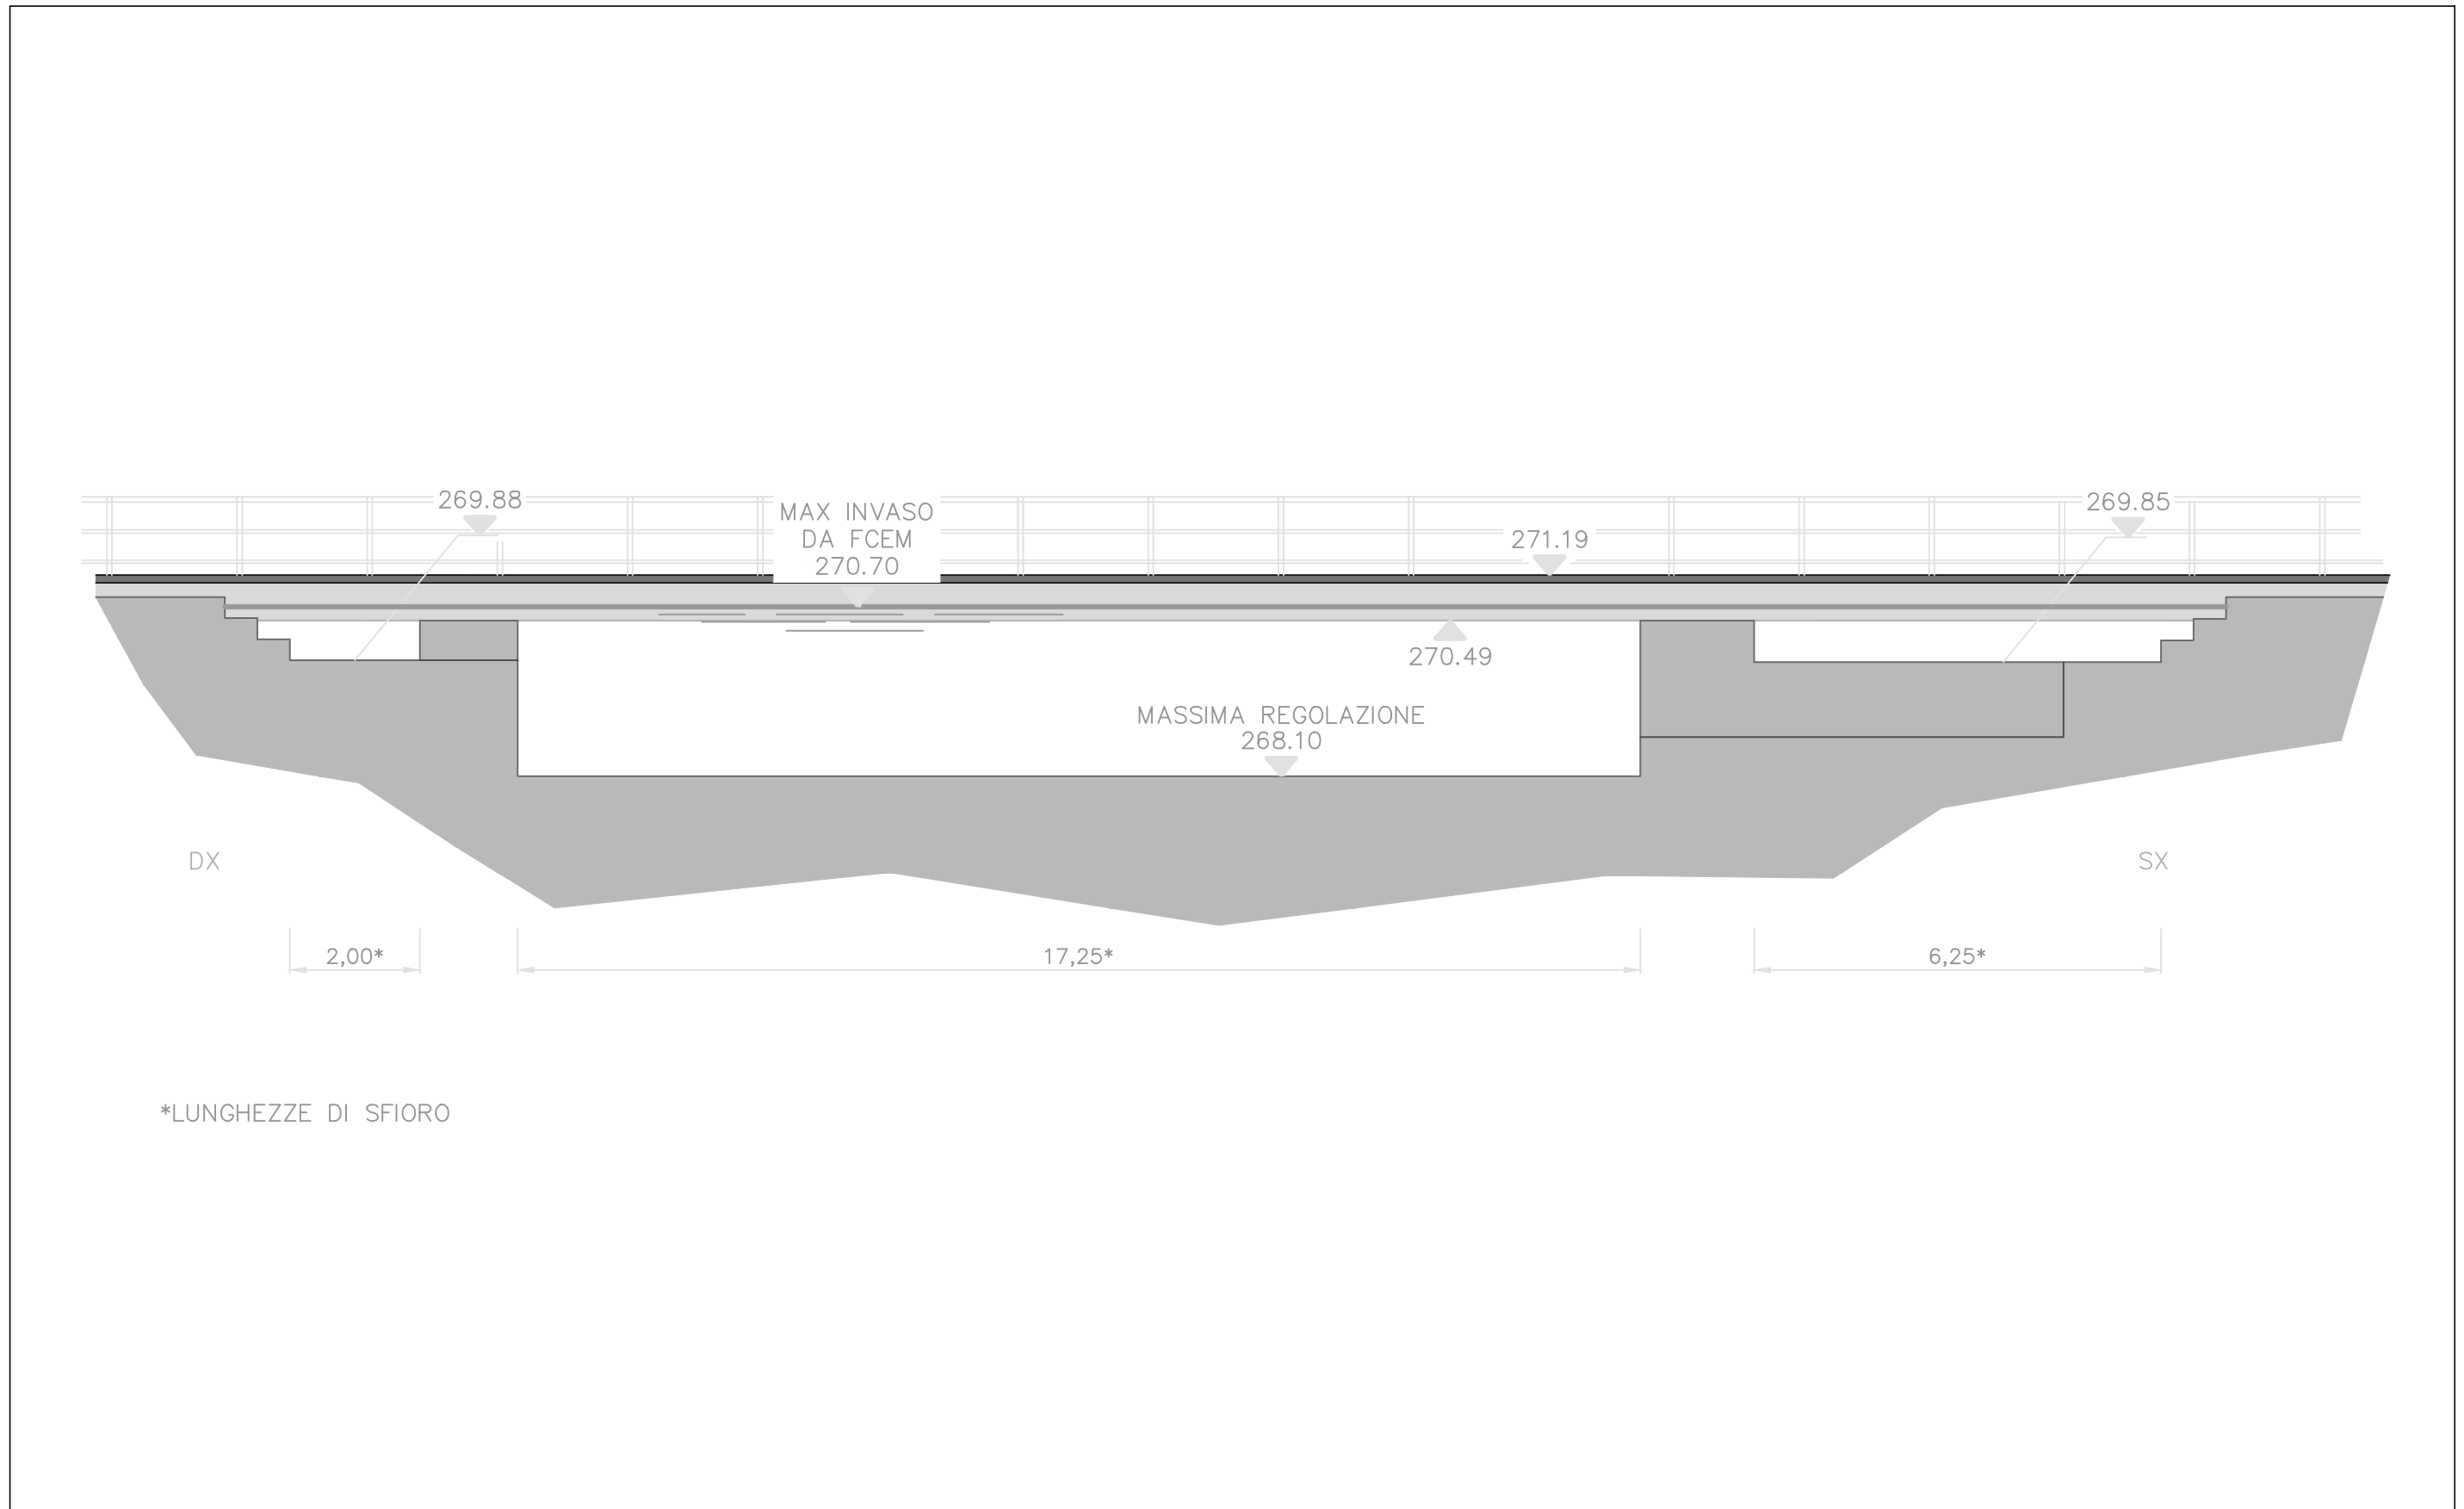 269.88
MAX INVASO
DA FCEM
270.70
271.19
269.85
270.49
MASSIMA REGOLAZIONE
268.10
DX
SX
2,00*
17,25*
6,25*
*LUNGHEZZE DI SFIORO